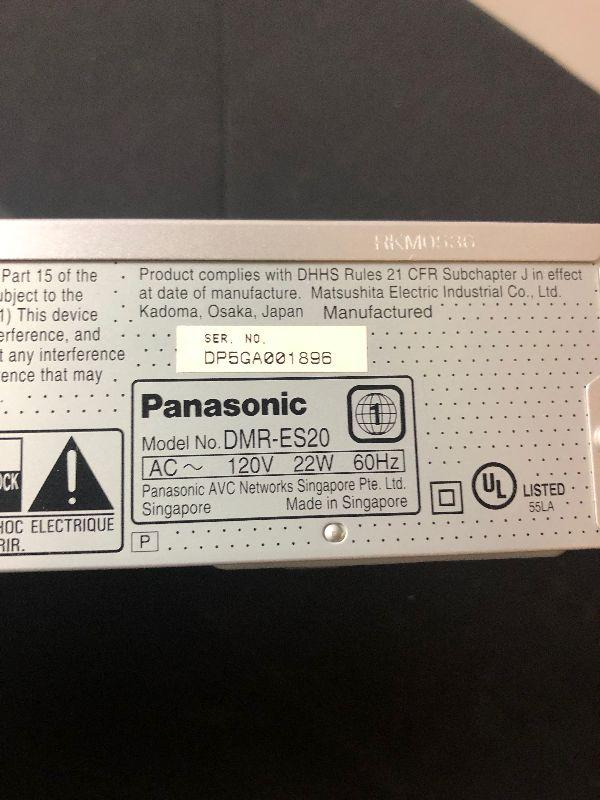 RKM0536
Part 15 of the
bject to the
1) This device
erference, and
t any interference
ence that may
Product complies with DHHS Rules 21 CFR Subchapter J in effect
at date of manufacture. Matsushita Electric Industrial Co., Ltd.
Kadoma, Osaka, Japan Manufactured
SER. NO.
DP5GA001896
Panasonic
1
Model No. DMR-ES20
AC ~ 120V 22W 60Hz
Panasonic AVC Networks Singapore Pte. Ltd.
Singapore Made in Singapore
OCK
HOC ELECTRIQUE
RIR.
P
UL
LISTED
55LA